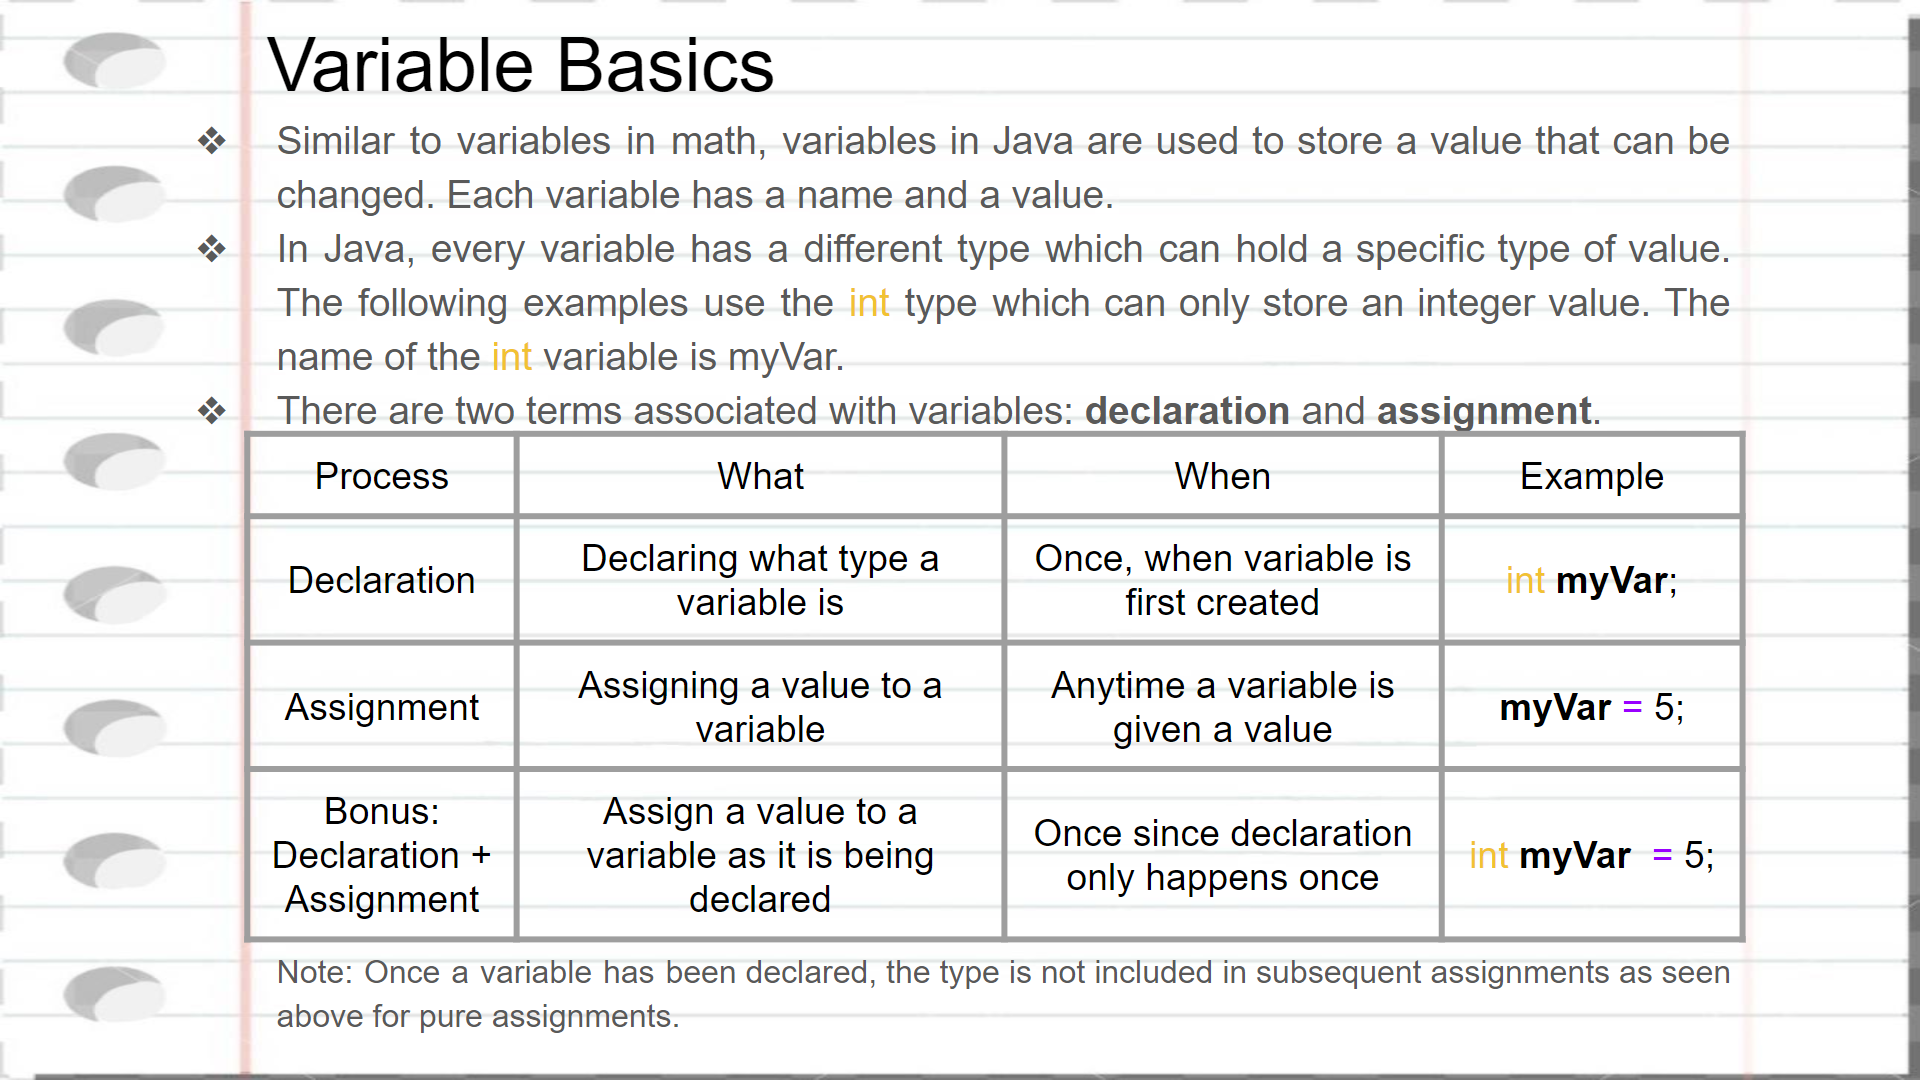 Variable Basics
❖ Similar to variables in math, variables in Java are used to store a value that can be
changed. Each variable has a name and a value.
❖ In Java, every variable has a different type which can hold a specific type of value.
The following examples use the int type which can only store an integer value. The
name of the int variable is myVar.
❖ There are two terms associated with variables: declaration and assignment.
Process What When Example
Declaration
Declaring what type a
variable is
Once, when variable is
first created
int myVar;
Assignment
Assigning a value to a
variable
Anytime a variable is
given a value
myVar = 5;
Bonus:
Declaration +
Assignment
Assign a value to a
variable as it is being
declared
Once since declaration
only happens once
int myVar = 5;
Note: Once a variable has been declared, the type is not included in subsequent assignments as seen
above for pure assignments.